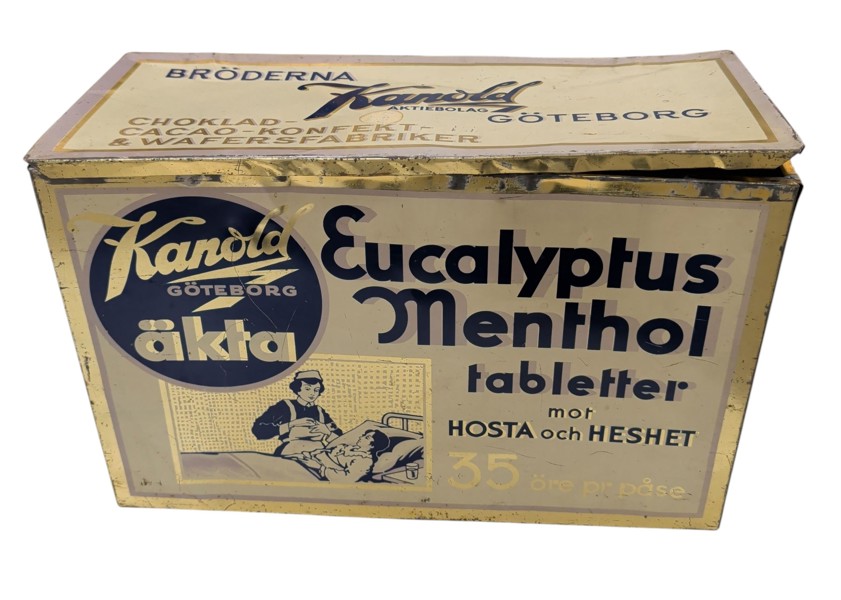 BRÖDERNA
Kanold
AKTIEBOLAG
GÖTEBORG
CHOKLAD-
CACAO-KONFEKT-
& WAFERSFABRIKER
Kanold
GÖTEBORG
äkta
Eucalyptus
Menthol
tabletter
mot
HOSTA och HESHET
35 öre pr påse